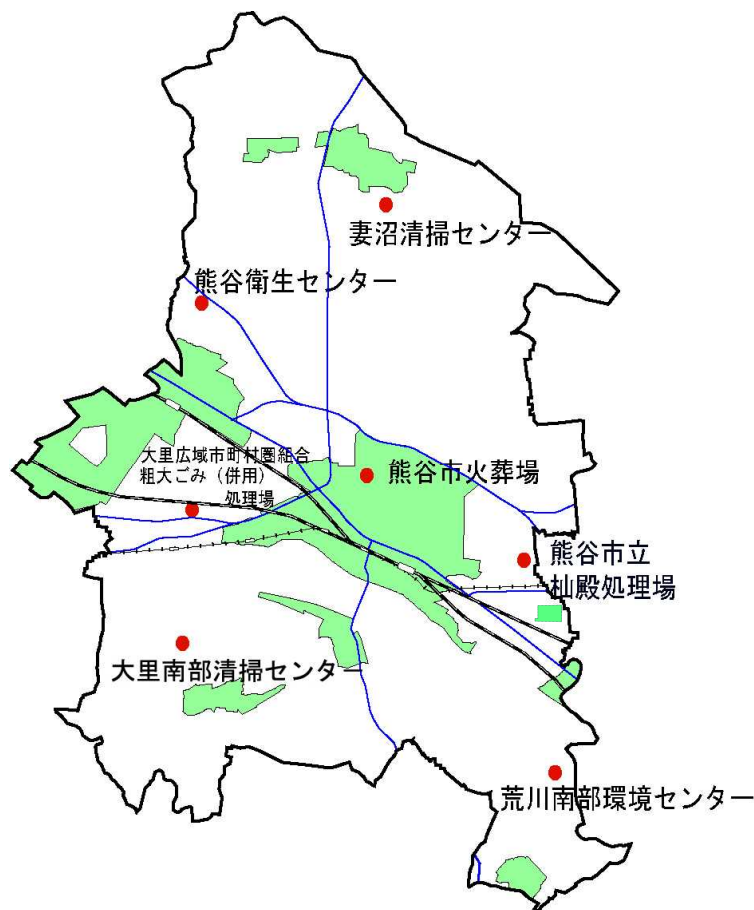 妻沼清掃センター
熊谷衛生センター
大里広域市町村圏組合
粗大ごみ（併用）
処理場
熊谷市火葬場
熊谷市立
杣殿処理場
大里南部清掃センター
荒川南部環境センター